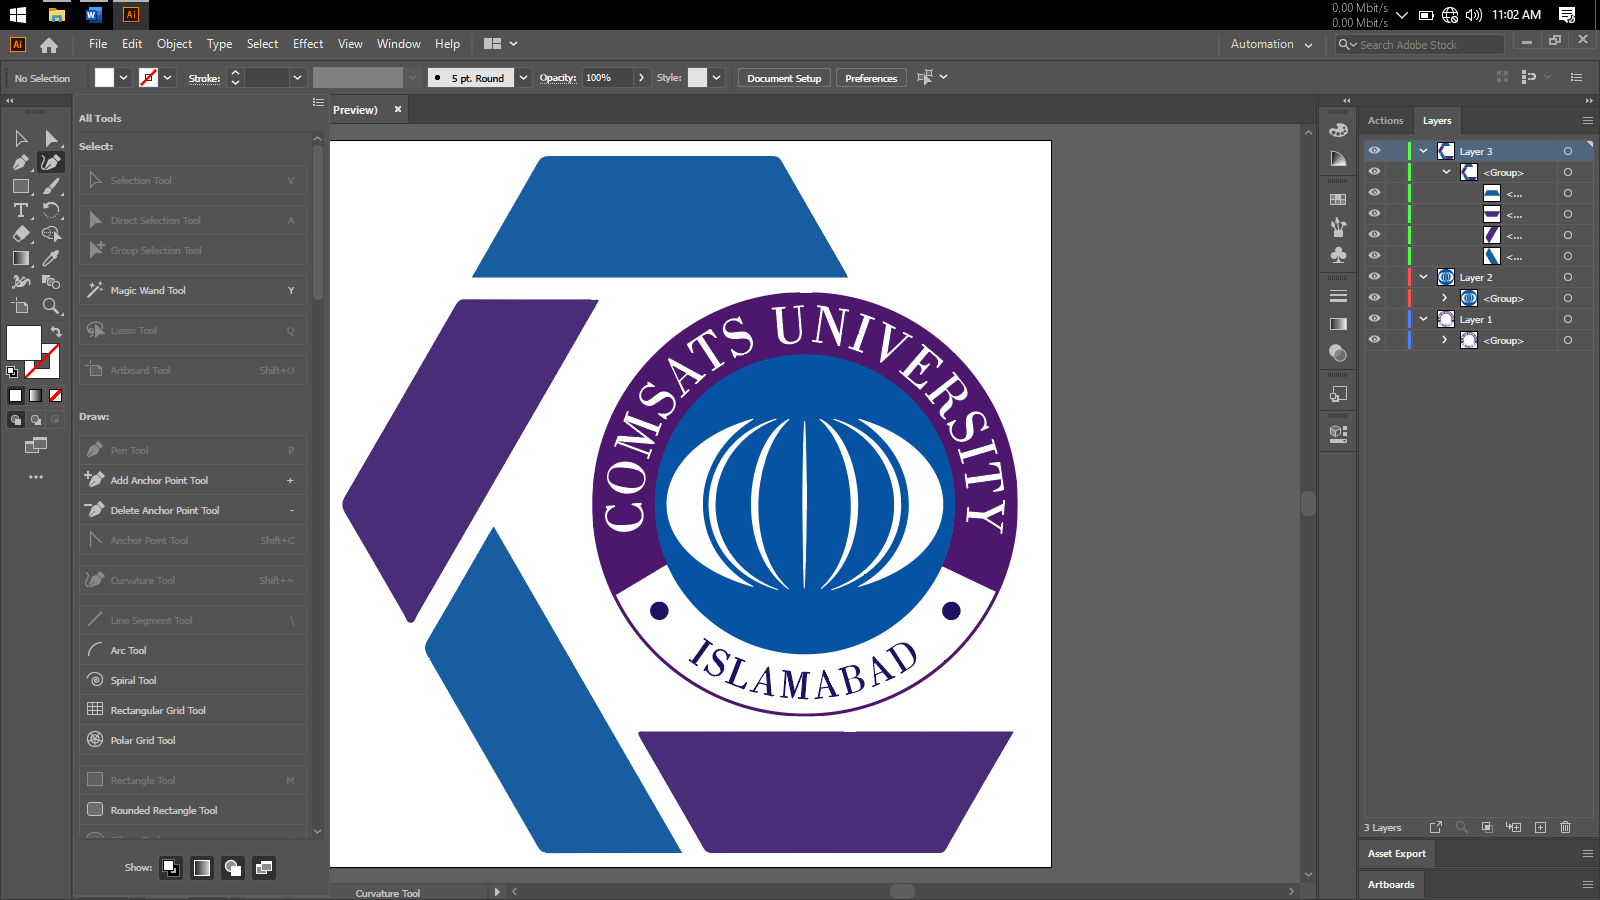 0.00 Mbit/s
0.00 Mbit/s
11:02 AM
File Edit Object Type Select Effect View Window Help
Automation
Search Adobe Stock
No Selection
Stroke:
5 pt. Round
Opacity: 100%
Style:
Document Setup
Preferences
Preview)
All Tools
Select:
Selection Tool V
Direct Selection Tool A
Group Selection Tool
Magic Wand Tool Y
Lasso Tool Q
Artboard Tool Shift+O
Draw:
Pen Tool P
Add Anchor Point Tool +
Delete Anchor Point Tool -
Anchor Point Tool Shift+C
Curvature Tool Shift+~
Line Segment Tool \
Arc Tool
Spiral Tool
Rectangular Grid Tool
Polar Grid Tool
Rectangle Tool M
Rounded Rectangle Tool
Show:
COMSATS UNIVERSITY
ISLAMABAD
Curvature Tool
Actions Layers
Layer 3
<Group>
<...
<...
<...
<...
Layer 2
<Group>
Layer 1
<Group>
3 Layers
Asset Export
Artboards